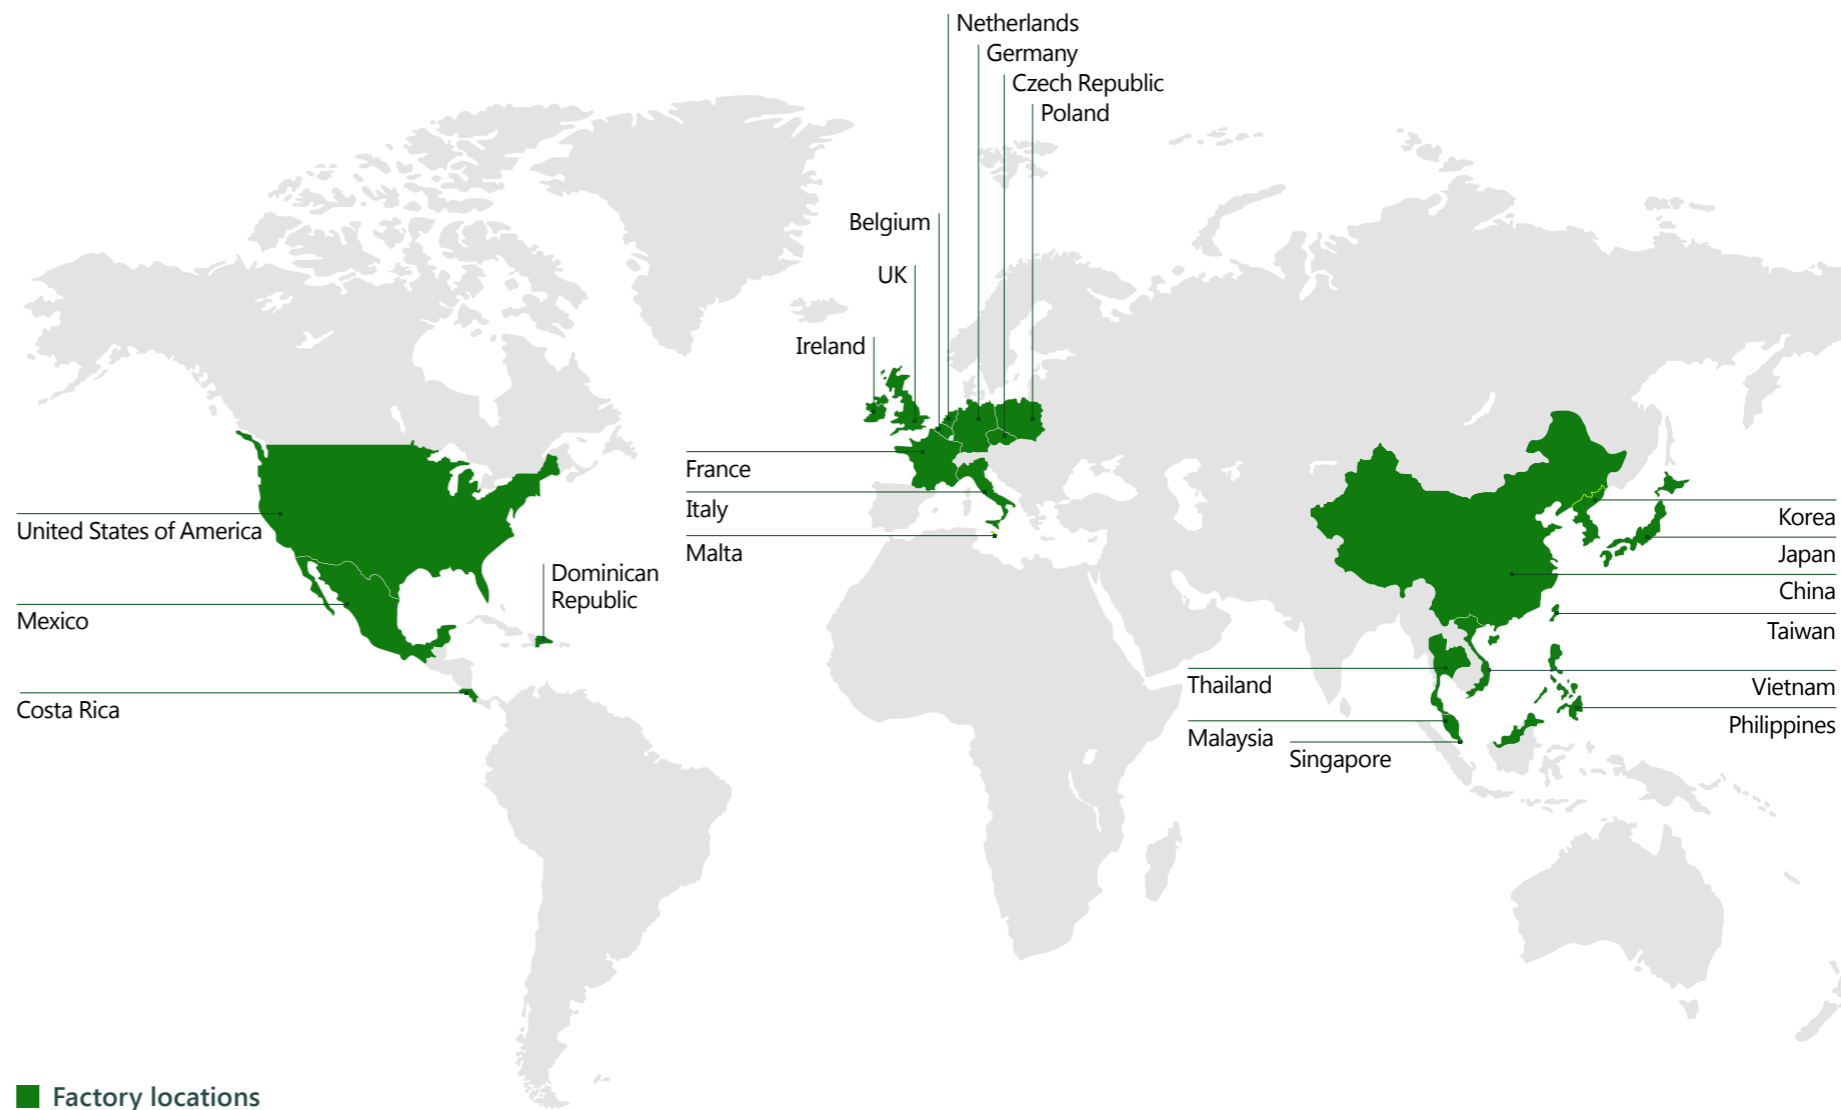 Netherlands
Germany
Czech Republic
Poland
Belgium
UK
Ireland
France
Italy
Malta
United States of America
Mexico
Costa Rica
Dominican
Republic
Korea
Japan
China
Taiwan
Thailand
Vietnam
Malaysia
Philippines
Singapore
Factory locations